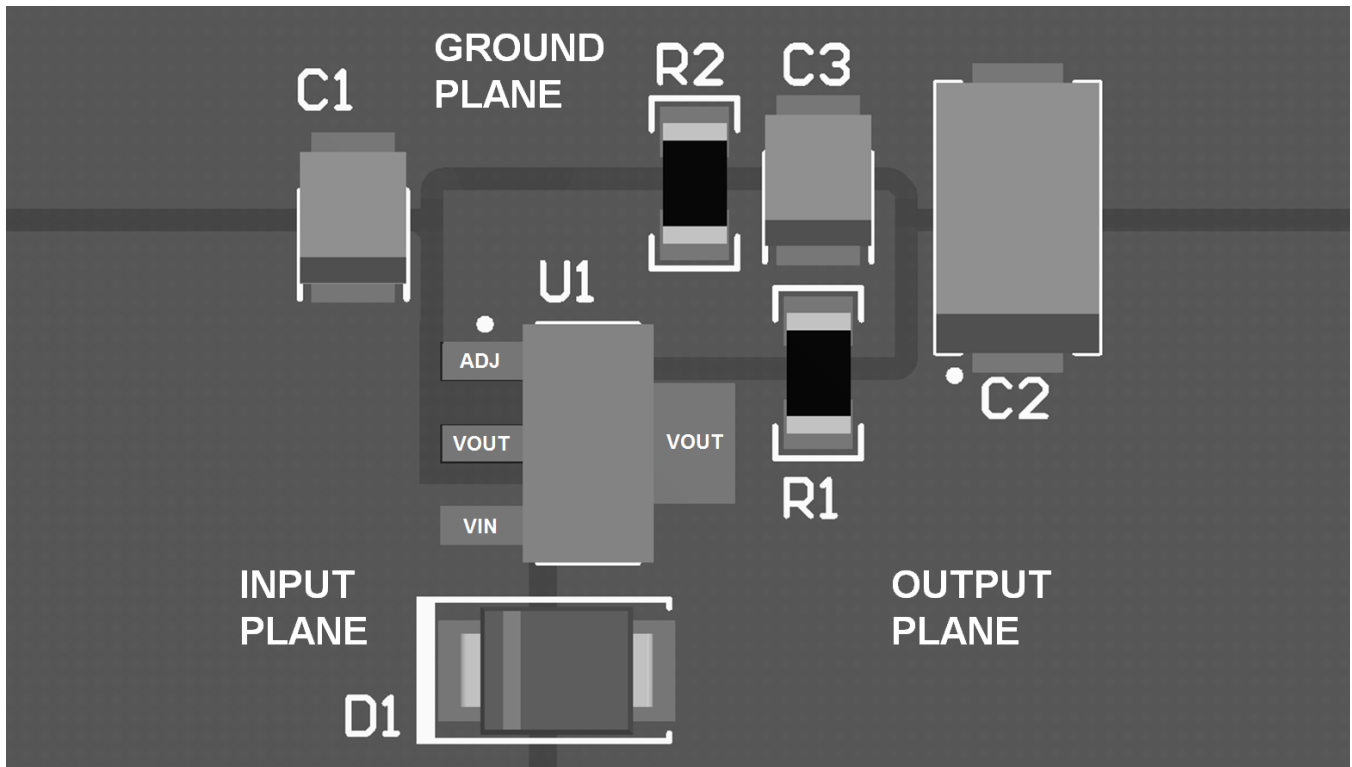 GROUND
PLANE
R2
C3
C1
U1
ADJ
VOUT
VOUT
VIN
C2
R1
INPUT
PLANE
OUTPUT
PLANE
D1